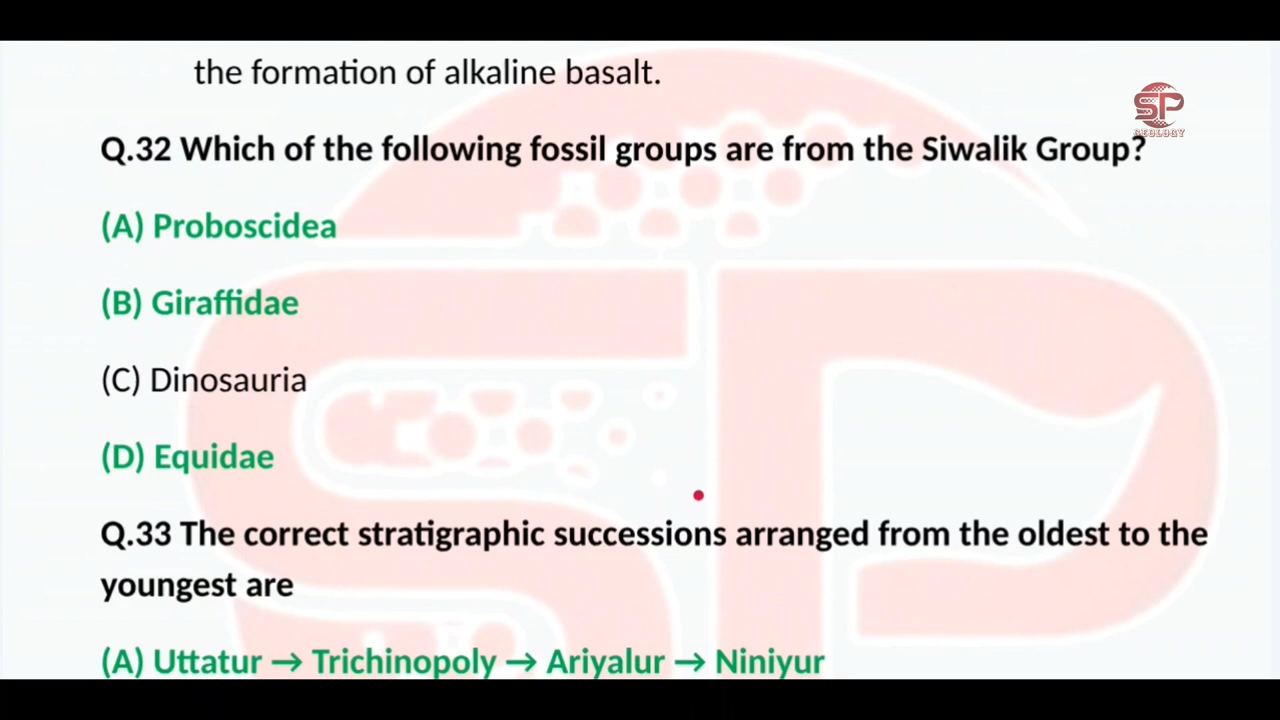 the formation of alkaline basalt.
SP
GEOLOGY
Q.32 Which of the following fossil groups are from the Siwalik Group?
(A) Proboscidea
(B) Giraffidae
(C) Dinosauria
(D) Equidae
Q.33 The correct stratigraphic successions arranged from the oldest to the
youngest are
(A) Uttatur → Trichinopoly → Ariyalur → Niniyur